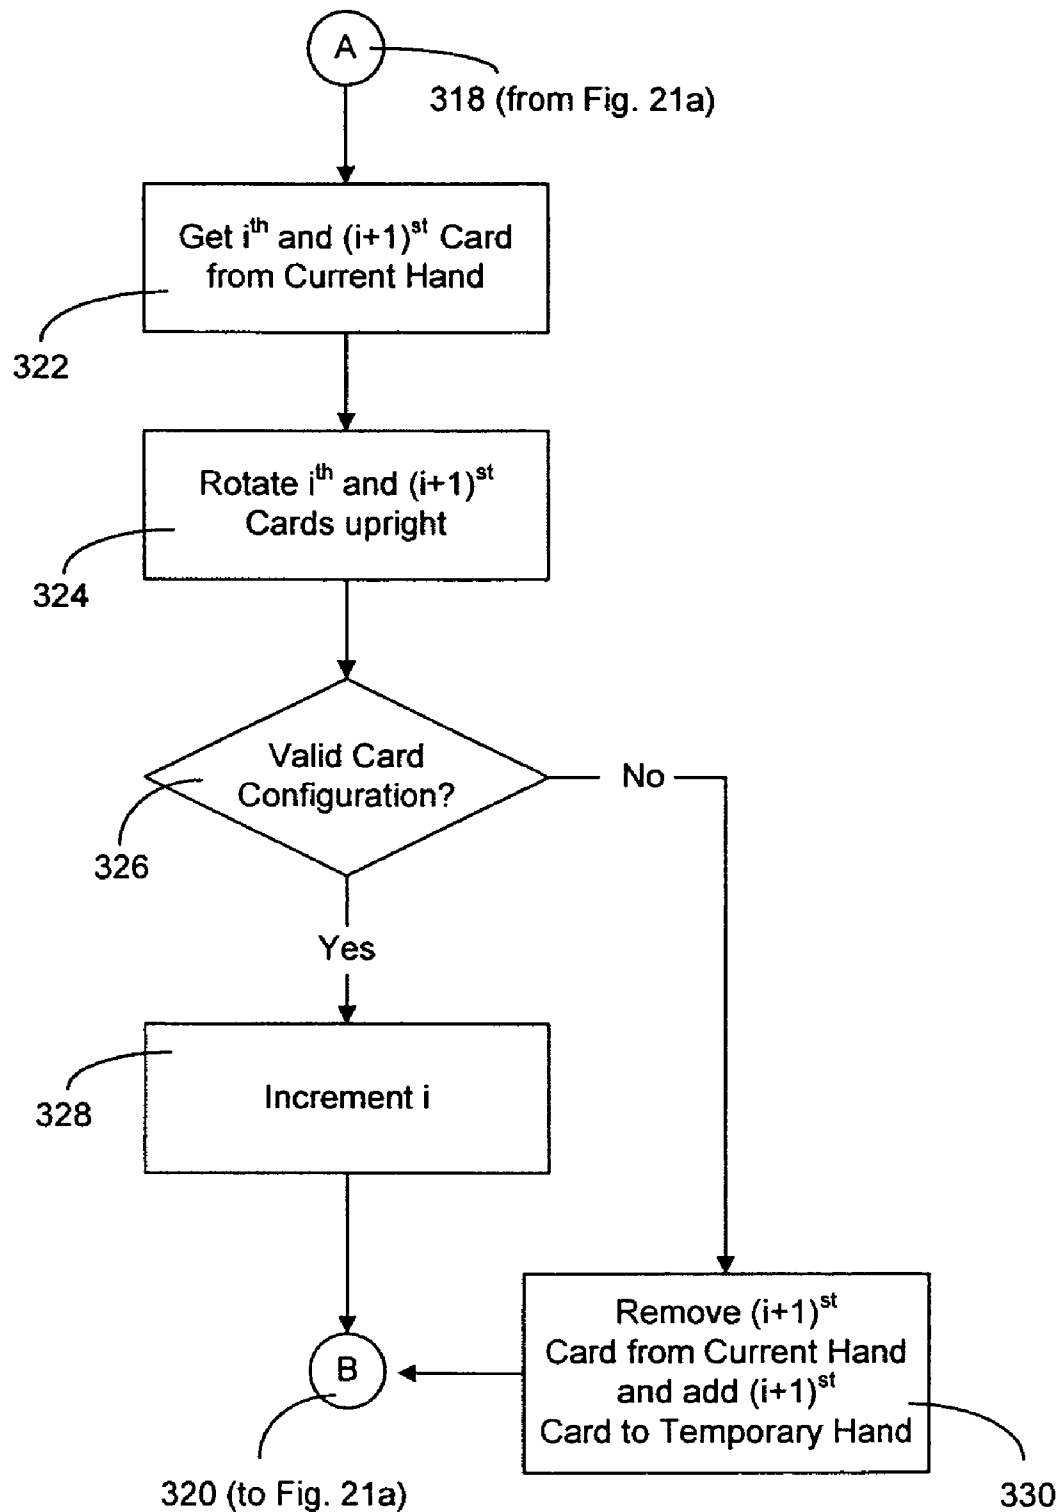 A
318 (from Fig. 21a)
Get i^th and (i+1)^st Card
from Current Hand
322
Rotate i^th and (i+1)^st
Cards upright
324
Valid Card
Configuration?
No
326
Yes
Increment i
328
Remove (i+1)^st
Card from Current Hand
and add (i+1)^st
Card to Temporary Hand
B
320 (to Fig. 21a)
330